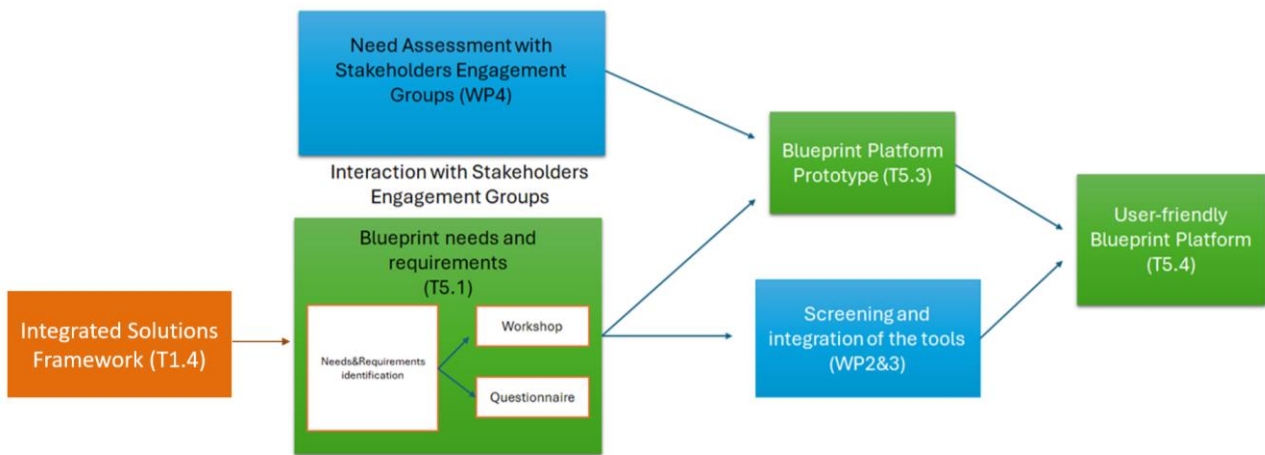 Need Assessment with
Stakeholders Engagement
Groups (WP4)
Interaction with Stakeholders
Engagement Groups
Blueprint needs and
requirements
(T5.1)
Integrated Solutions
Framework (T1.4)
Needs&Requirements
identification
Workshop
Questionnaire
Blueprint Platform
Prototype (T5.3)
Screening and
integration of the tools
(WP2&3)
User-friendly
Blueprint Platform
(T5.4)